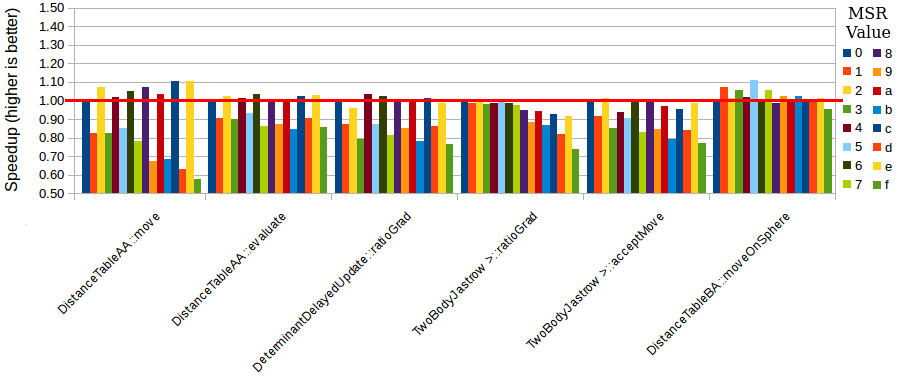 Speedup (higher is better)
1.50
1.40
1.30
1.20
1.10
1.00
0.90
0.80
0.70
0.60
0.50
DistanceTableAA::move
DistanceTableAA::evaluate
DeterminantDelayedUpdate::ratioGrad
TwoBodyJastrow >::ratioGrad
TwoBodyJastrow >::acceptMove
DistanceTableBA::moveOnSphere
MSR
Value
0 8
1 9
2 a
3 b
4 c
5 d
6 e
7 f